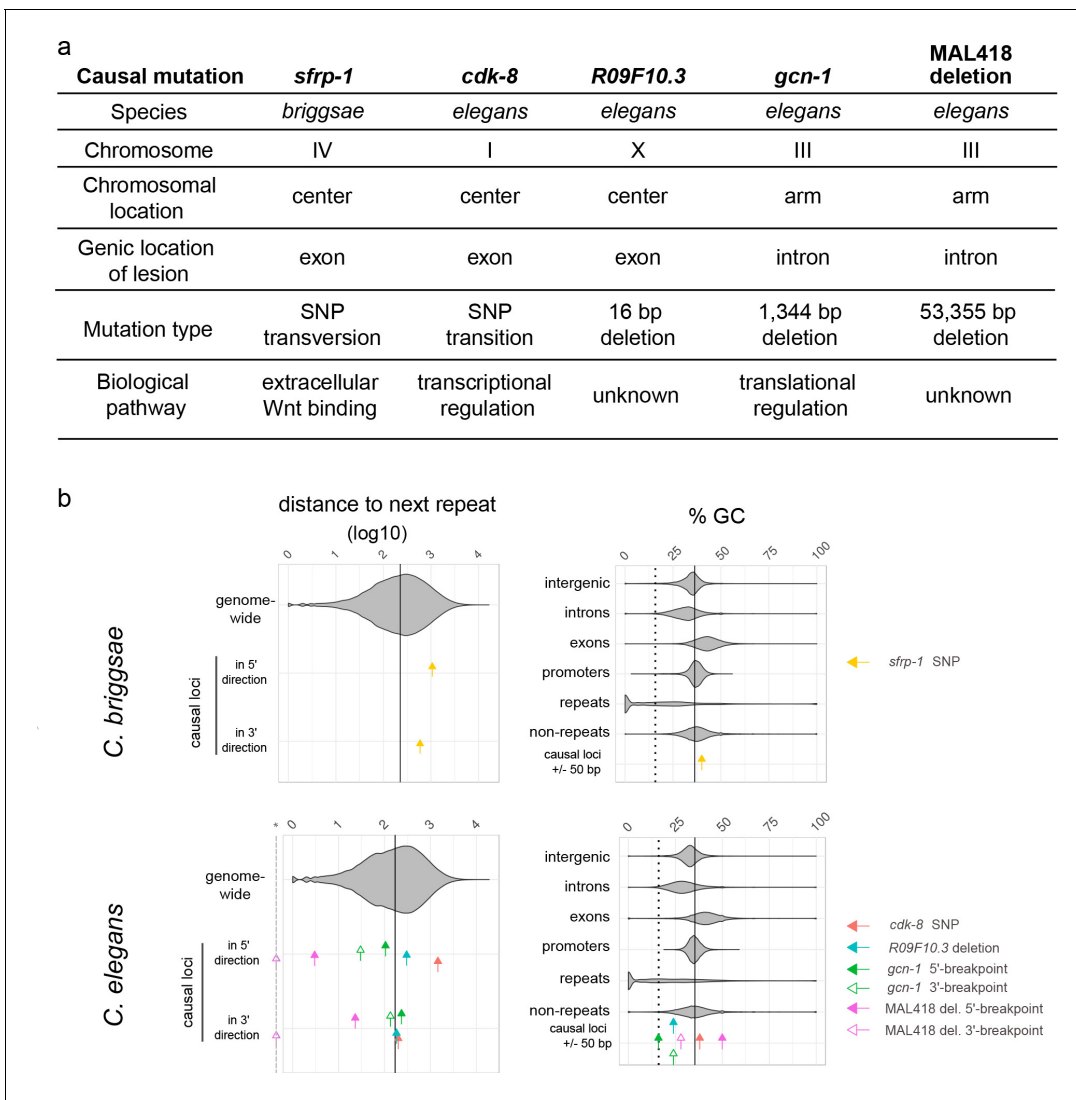 a
Causal mutation sfrp-1 cdk-8 R09F10.3 gcn-1 MAL418 deletion
Species briggsae elegans elegans elegans elegans
Chromosome IV I X III III
Chromosomal location center center center arm arm
Genic location of lesion exon exon exon intron intron
Mutation type SNP transversion SNP transition 16 bp deletion 1,344 bp deletion 53,355 bp deletion
Biological pathway extracellular Wnt binding transcriptional regulation unknown translational regulation unknown
b
distance to next repeat
(log10)
0 1 2 3 4
genome-wide
in 5' direction
in 3' direction
causal loci
C. briggsae
% GC
0 25 50 75 100
intergenic
introns
exons
promoters
repeats
non-repeats
causal loci
+/- 50 bp
sfrp-1 SNP
* 0 1 2 3 4
genome-wide
in 5' direction
in 3' direction
causal loci
C. elegans
0 25 50 75 100
intergenic
introns
exons
promoters
repeats
non-repeats
causal loci
+/- 50 bp
cdk-8 SNP
R09F10.3 deletion
gcn-1 5'-breakpoint
gcn-1 3'-breakpoint
MAL418 del. 5'-breakpoint
MAL418 del. 3'-breakpoint